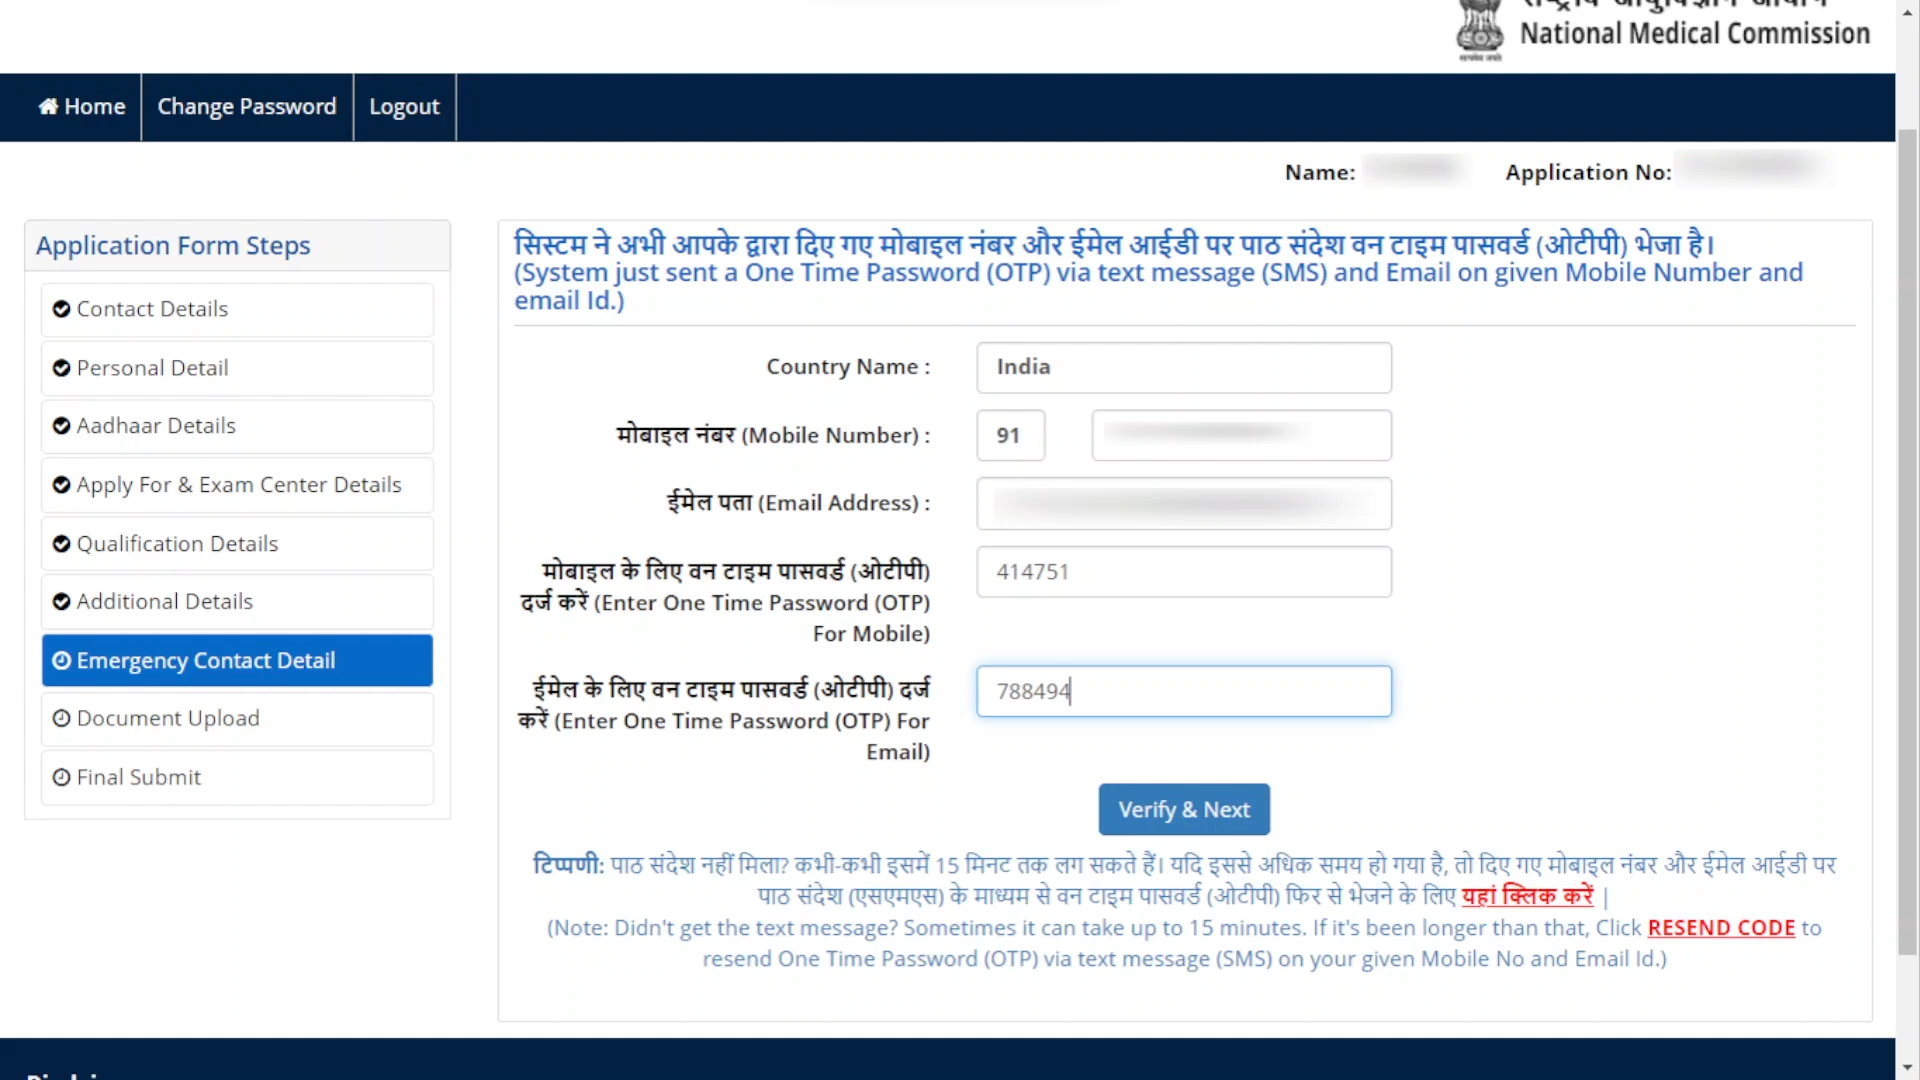 National Medical Commission
Home Change Password Logout
Name: Application No:
Application Form Steps
Contact Details
Personal Detail
Aadhaar Details
Apply For & Exam Center Details
Qualification Details
Additional Details
Emergency Contact Detail
Document Upload
Final Submit
सिस्टम ने अभी आपके द्वारा दिए गए मोबाइल नंबर और ईमेल आईडी पर पाठ संदेश वन टाइम पासवर्ड (ओटीपी) भेजा है।
(System just sent a One Time Password (OTP) via text message (SMS) and Email on given Mobile Number and
email Id.)
Country Name : India
मोबाइल नंबर (Mobile Number) : 91
ईमेल पता (Email Address) :
मोबाइल के लिए वन टाइम पासवर्ड (ओटीपी) 414751
दर्ज करें (Enter One Time Password (OTP)
For Mobile)
ईमेल के लिए वन टाइम पासवर्ड (ओटीपी) दर्ज 788494
करें (Enter One Time Password (OTP) For
Email)
Verify & Next
टिप्पणी: पाठ संदेश नहीं मिला? कभी-कभी इसमें 15 मिनट तक लग सकते हैं। यदि इससे अधिक समय हो गया है, तो दिए गए मोबाइल नंबर और ईमेल आईडी पर
पाठ संदेश (एसएमएस) के माध्यम से वन टाइम पासवर्ड (ओटीपी) फिर से भेजने के लिए यहां क्लिक करें |
(Note: Didn't get the text message? Sometimes it can take up to 15 minutes. If it's been longer than that, Click RESEND CODE to
resend One Time Password (OTP) via text message (SMS) on your given Mobile No and Email Id.)